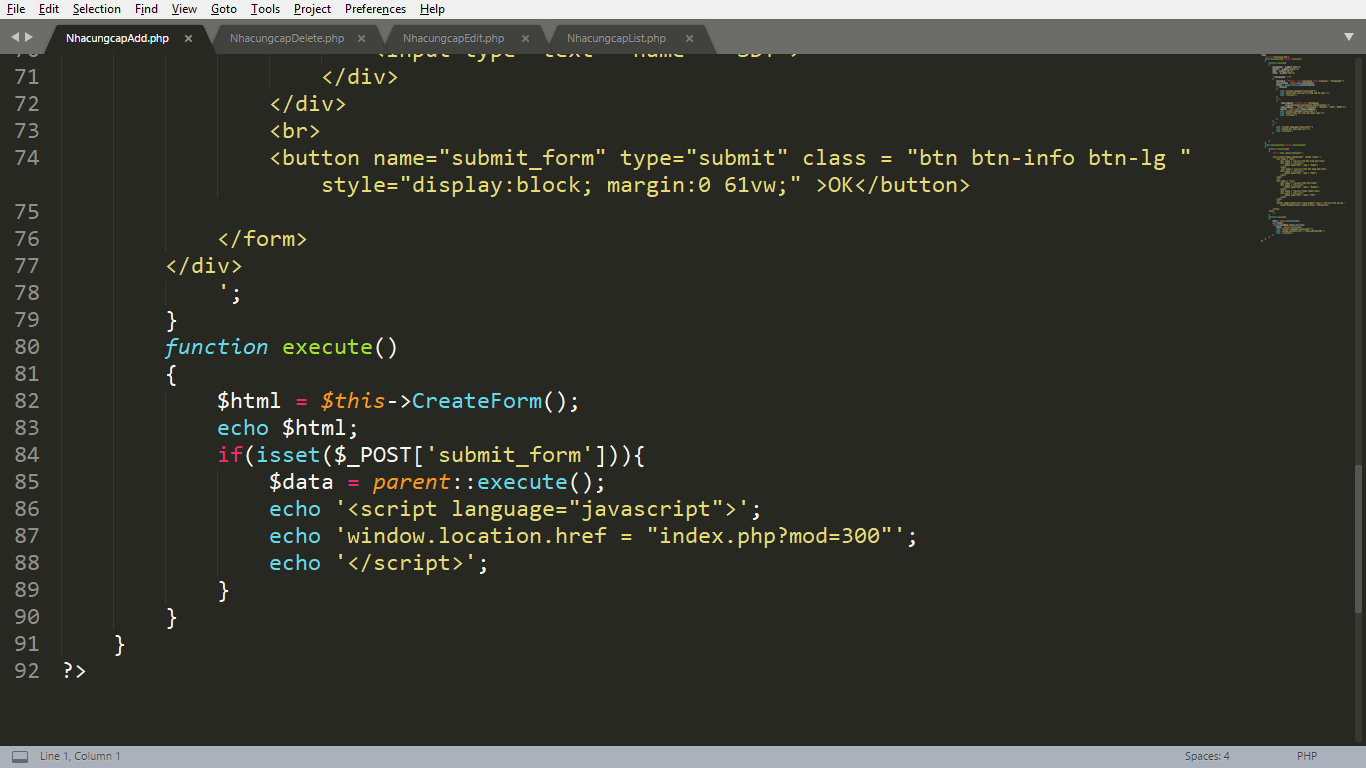 File Edit Selection Find View Goto Tools Project Preferences Help
NhacungcapAdd.php × NhacungcapDelete.php × NhacungcapEdit.php × NhacungcapList.php ×
71 </div>
72 </div>
73 <br>
74 <button name="submit_form" type="submit" class = "btn btn-info btn-lg "
style="display:block; margin:0 61vw;" >OK</button>
75
76 </form>
77 </div>
78 ';
79 }
80 function execute()
81 {
82 $html = $this->CreateForm();
83 echo $html;
84 if(isset($_POST['submit_form'])){
85 $data = parent::execute();
86 echo '<script language="javascript">';
87 echo 'window.location.href = "index.php?mod=300"';
88 echo '</script>';
89 }
90 }
91 }
92 ?>
Line 1, Column 1 Spaces: 4 PHP